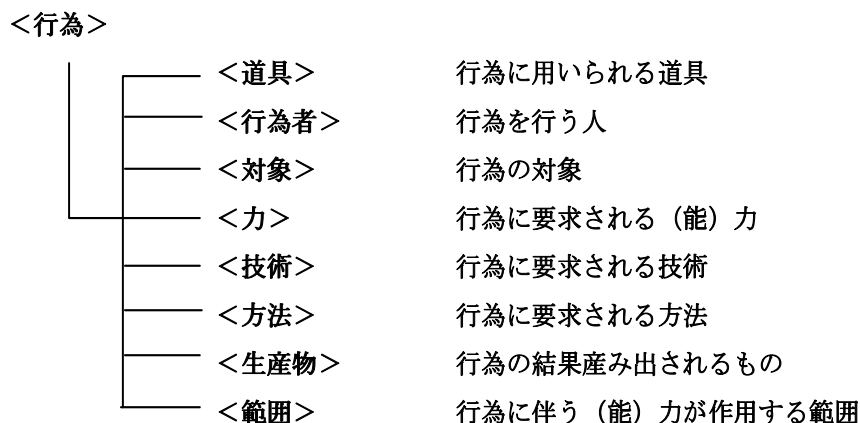 ＜行為＞
＜道具＞ 行為に用いられる道具
＜行為者＞ 行為を行う人
＜対象＞ 行為の対象
＜力＞ 行為に要求される（能）力
＜技術＞ 行為に要求される技術
＜方法＞ 行為に要求される方法
＜生産物＞ 行為の結果産み出されるもの
＜範囲＞ 行為に伴う（能）力が作用する範囲